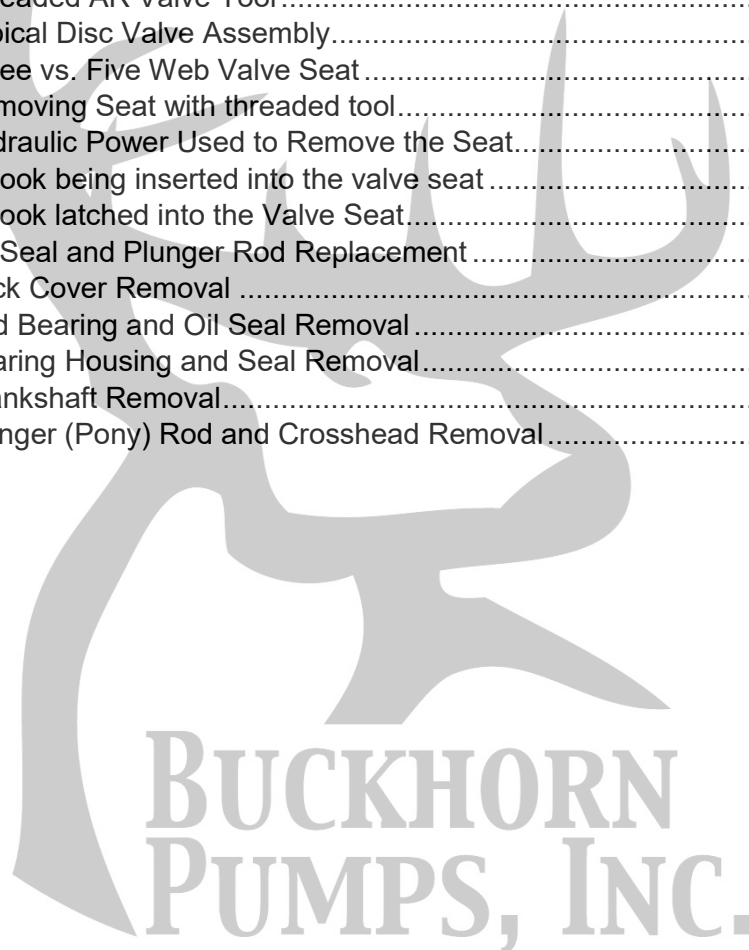 eaded AR Valve Tool....................................................................
pical Disc Valve Assembly..............................................................
ee vs. Five Web Valve Seat...........................................................
moving Seat with threaded tool.......................................................
draulic Power Used to Remove the Seat..........................................
ook being inserted into the valve seat..............................................
ook latched into the Valve Seat......................................................
Seal and Plunger Rod Replacement...............................................
ck Cover Removal ......................................................................
d Bearing and Oil Seal Removal.....................................................
aring Housing and Seal Removal....................................................
ankshaft Removal.........................................................................
nger (Pony) Rod and Crosshead Removal.......................................
BUCKHORN
PUMPS, INC.